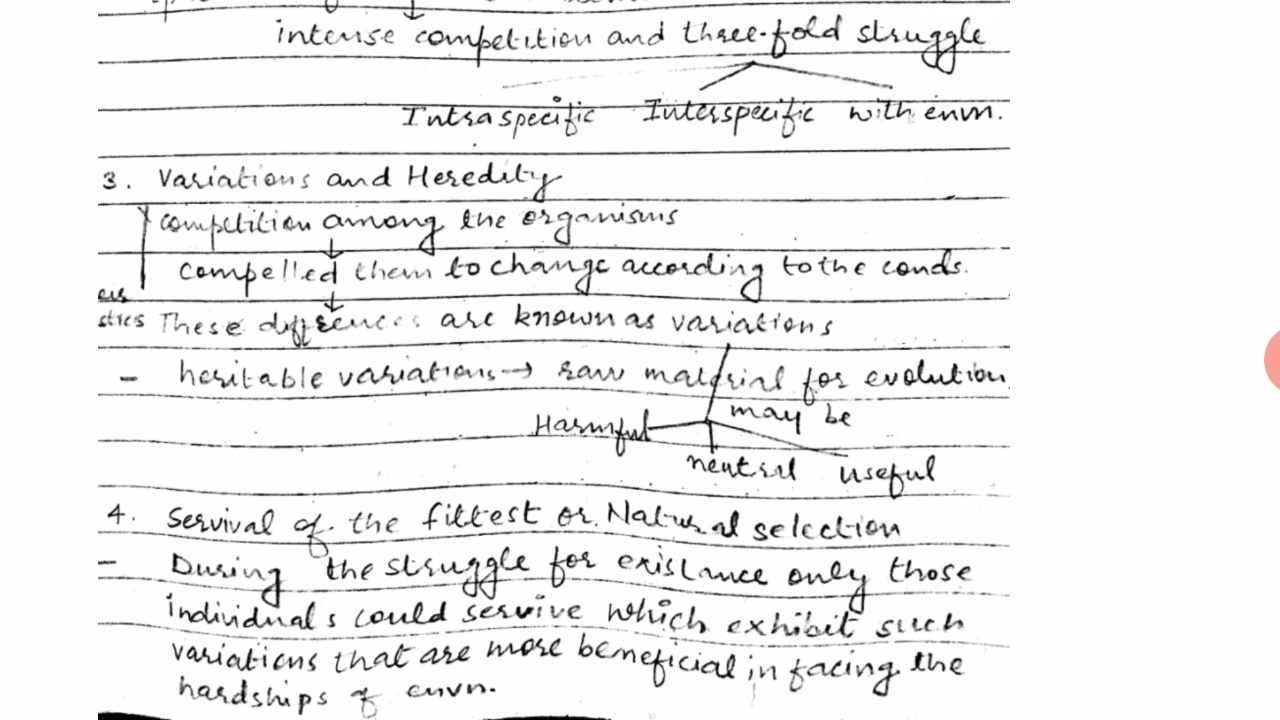 intense competition and three-fold struggle
Intraspecific Interspecific with envn.
3. Variations and Heredity
competition among the organisms
compelled them to change according to the conds.
These differences are known as variations
- heritable variations → raw material for evolution
may be
Harmful
neutral useful
4. Servival of the fittest or Natural selection
- During the struggle for existance only those
individuals could servive which exhibit such
variations that are more beneficial in facing the
hardships of envn.